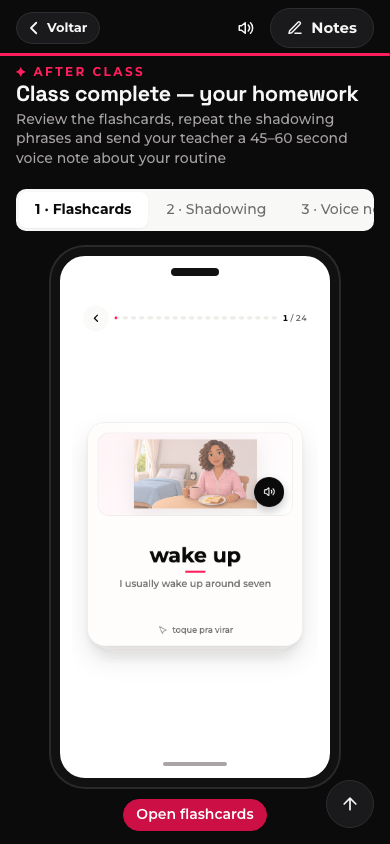 Voltar
Notes
AFTER CLASS
Class complete — your homework
Review the flashcards, repeat the shadowing
phrases and send your teacher a 45–60 second
voice note about your routine
1 · Flashcards
2 · Shadowing
3 · Voice n
1 / 24
wake up
I usually wake up around seven
toque pra virar
Open flashcards